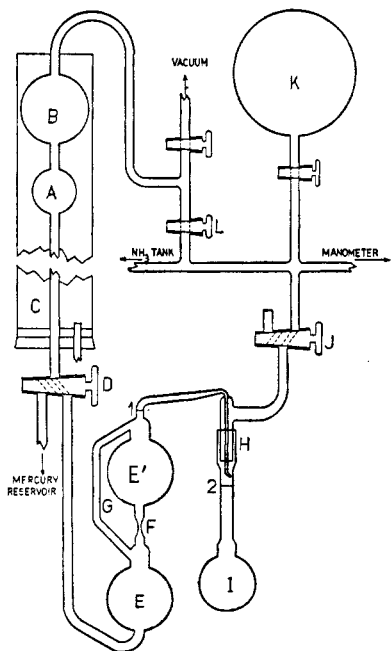 VACUUM
K
B
A
L
NH3 TANK
MANOMETER
C
J
D
1
H
MERCURY
RESERVOIR
E'
2
G
F
I
E